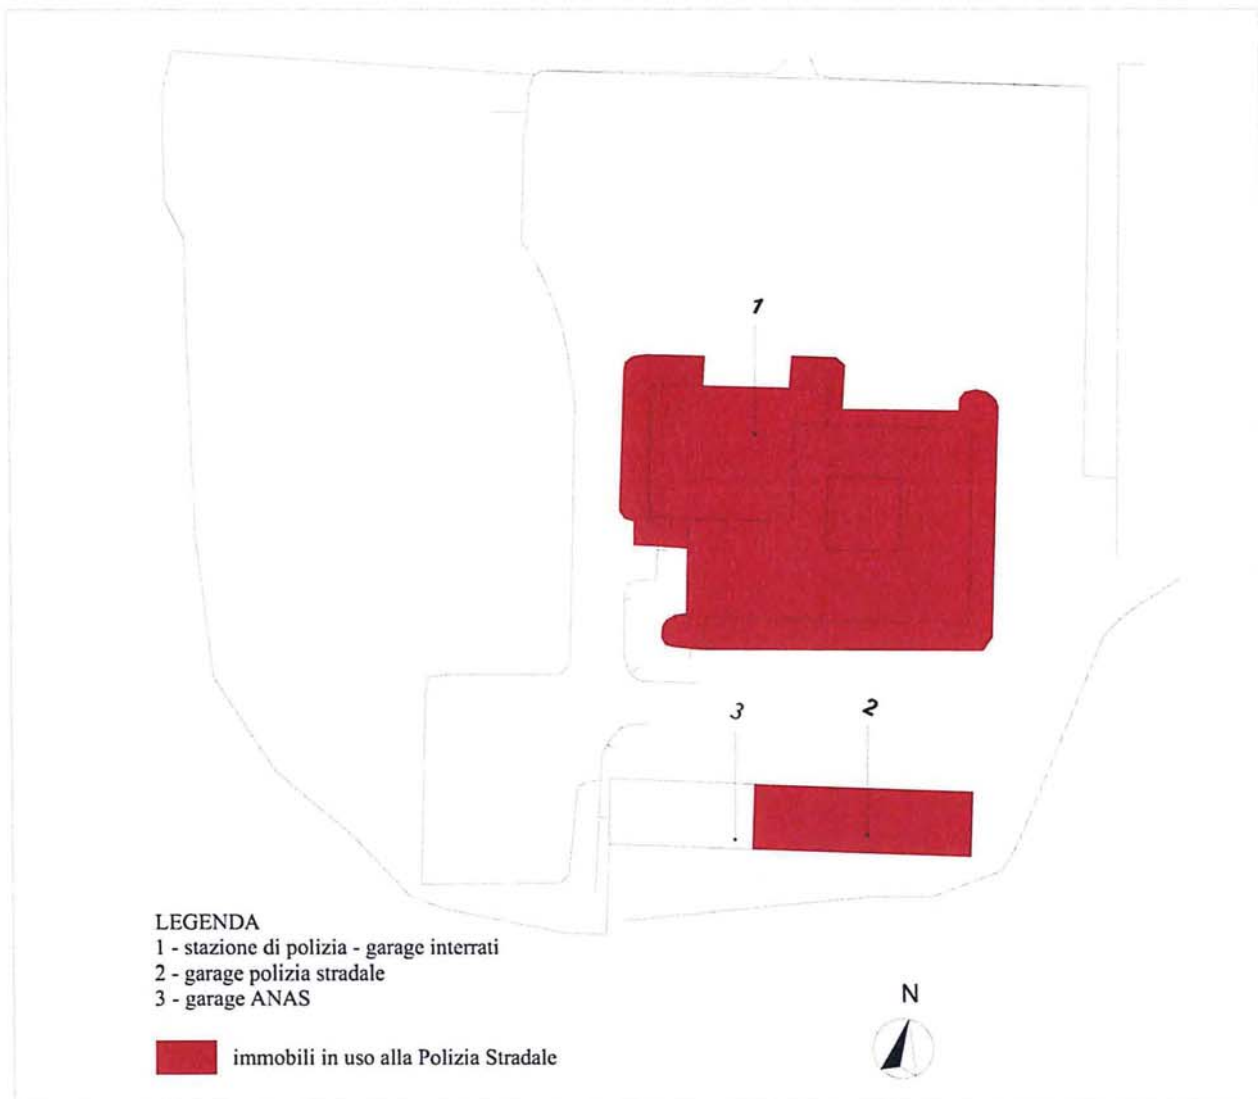 1
3
2
LEGENDA
1 - stazione di polizia - garage interrati
2 - garage polizia stradale
3 - garage ANAS
N
immobili in uso alla Polizia Stradale